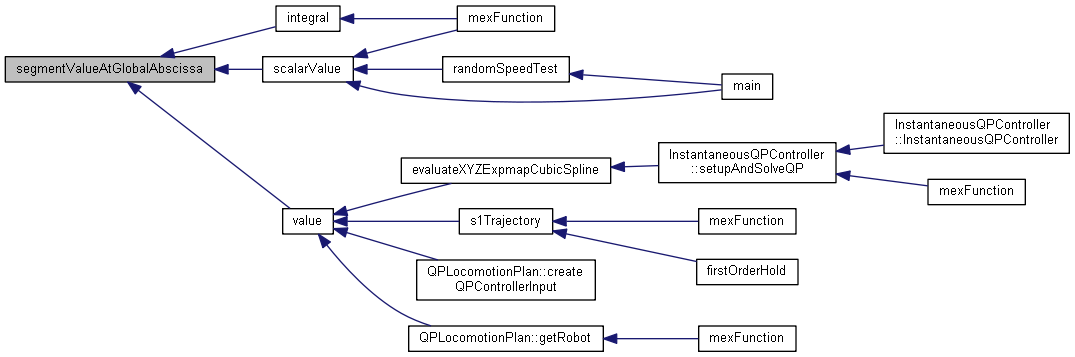 integral
mexFunction
segmentValueAtGlobalAbscissa
scalarValue
randomSpeedTest
main
InstantaneousQPController
::InstantaneousQPController
evaluateXYZExpmapCubicSpline
InstantaneousQPController
::setupAndSolveQP
mexFunction
value
s1Trajectory
mexFunction
QPLocomotionPlan::create
QPControllerInput
firstOrderHold
QPLocomotionPlan::getRobot
mexFunction